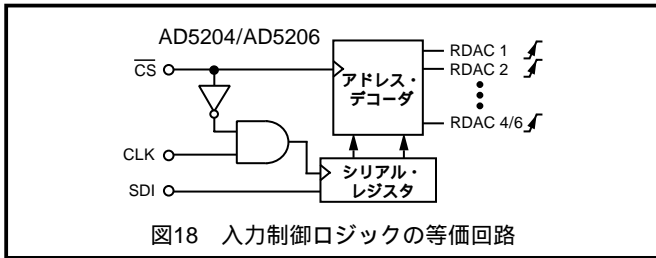 AD5204/AD5206
CS
アドレス・
デコーダ
RDAC 1
RDAC 2
RDAC 4/6
CLK
シリアル・
レジスタ
SDI
図18 入力制御ロジックの等価回路